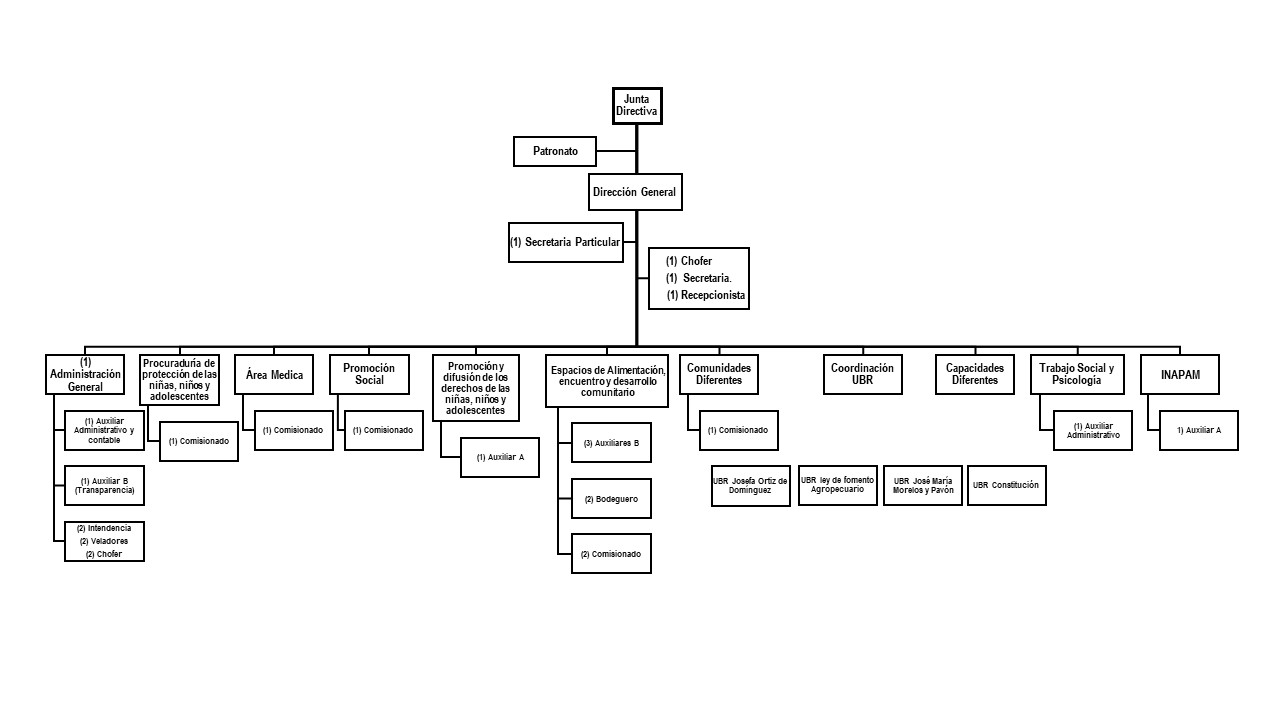 Junta
Directiva
Patronato
Dirección General
(1) Secretaria Particular
(1) Chofer
(1) Secretaria.
(1) Recepcionista
(1)
Administración
General
Procuraduría de
protección de las
niñas, niños y
adolescentes
Área Medica
Promoción
Social
Promoción y
difusión de los
derechos de las
niñas, niños y
adolescentes
Espacios de Alimentación,
encuentro y desarrollo
comunitario
Comunidades
Diferentes
Coordinación
UBR
Capacidades
Diferentes
Trabajo Social y
Psicología
INAPAM
(1) Auxiliar
Administrativo y
contable
(1) Comisionado
(1) Comisionado
(1) Comisionado
(1) Auxiliar A
(3) Auxiliares B
(1) Comisionado
(1) Auxiliar
Administrativo
1) Auxiliar A
(1) Auxiliar B
(Transparencia)
(2) Bodeguero
UBR Josefa Ortiz de
Domínguez
UBR ley de fomento
Agropecuario
UBR José María
Morelos y Pavón
UBR Constitución
(2) Intendencia
(2) Veladores
(2) Chofer
(2) Comisionado